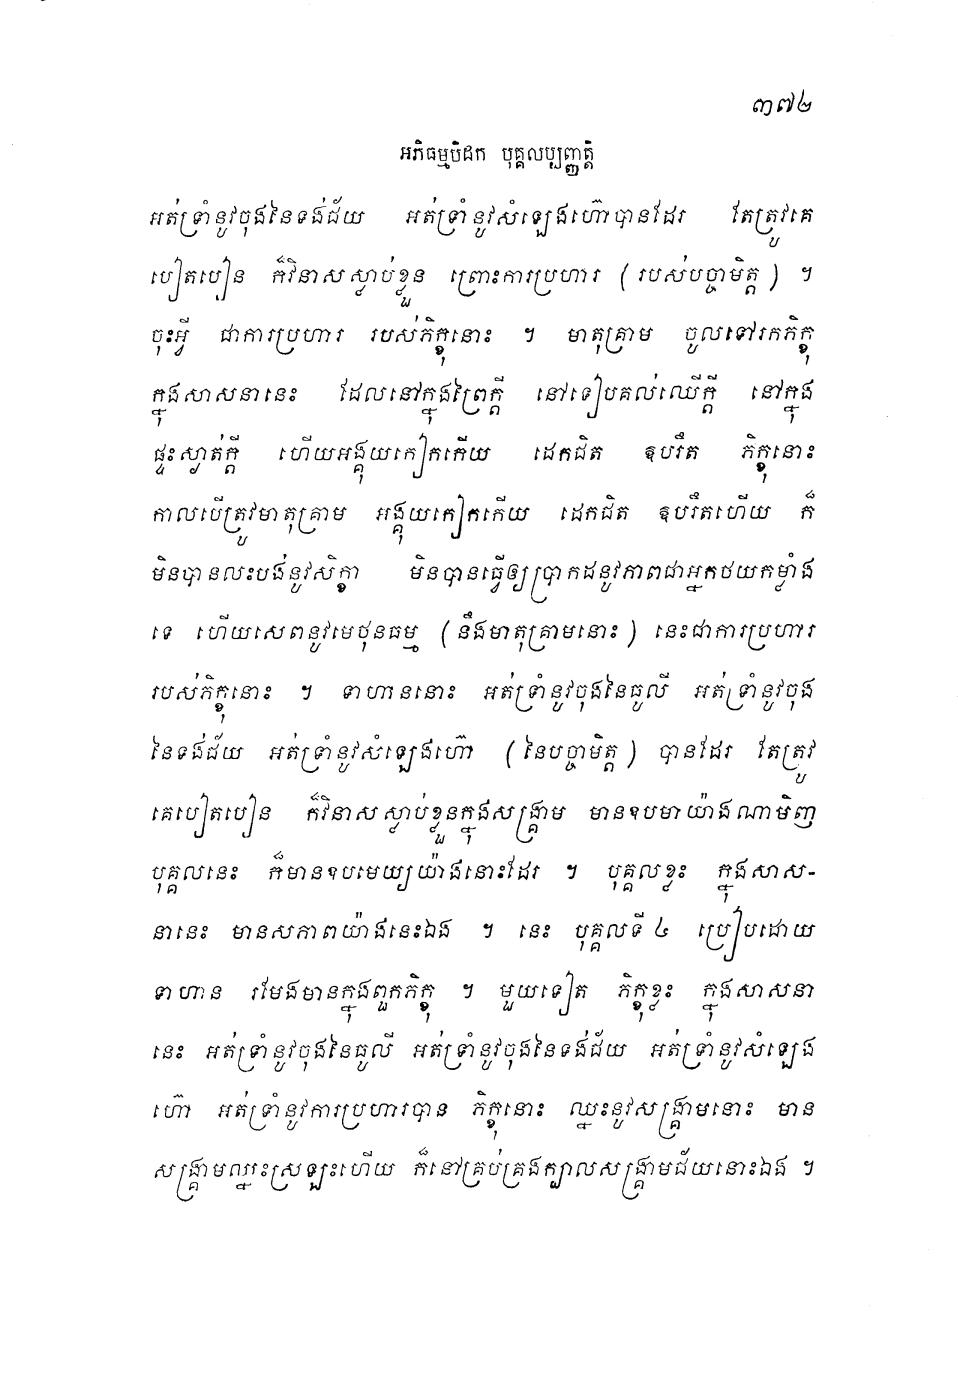 ៣៧៤
អភិធម្មបិដក បុគ្គលប្បញ្ញត្តិ
អត់ទ្រាំនូវចុងនៃទង់ជ័យ អត់ទ្រាំនូវសំឡេងហ៊ោបានដែរ តែត្រូវគេ
បៀតបៀន ក៏វិនាសស្លាប់ខ្លួន ព្រោះការប្រហារ (របស់បច្ចាមិត្ត) ។
ចុះអ្វី ជាការប្រហារ របស់ភិក្ខុនោះ ។ មាតុគ្រាម ចូលទៅរកភិក្ខុ
ក្នុងសាសនានេះ ដែលនៅក្នុងព្រៃក្តី នៅទៀបគល់ឈើក្តី នៅក្នុង
ផ្ទះស្ងាត់ក្តី ហើយអង្គុយកៀកកើយ ដេកជិត ឧបរឹត ភិក្ខុនោះ
កាលបើត្រូវមាតុគ្រាម អង្គុយកៀកកើយ ដេកជិត ឧបរឹតហើយ ក៏
មិនបានលះបង់នូវសិក្ខា មិនបានធ្វើឲ្យប្រាកដនូវភាពជាអ្នកថយកម្លាំង
ទេ ហើយសេពនូវមេថុនធម្ម (នឹងមាតុគ្រាមនោះ) នេះជាការប្រហារ
របស់ភិក្ខុនោះ ។ ទាហាននោះ អត់ទ្រាំនូវចុងនៃធូលី អត់ទ្រាំនូវចុង
នៃទង់ជ័យ អត់ទ្រាំនូវសំឡេងហ៊ោ (នៃបច្ចាមិត្ត) បានដែរ តែត្រូវ
គេបៀតបៀន ក៏វិនាសស្លាប់ខ្លួនក្នុងសង្គ្រាម មានឧបមាយ៉ាងណាមិញ
បុគ្គលនេះ ក៏មានឧបមេយ្យយ៉ាងនោះដែរ ។ បុគ្គលខ្លះ ក្នុងសាស-
នានេះ មានសភាពយ៉ាងនេះឯង ។ នេះ បុគ្គលទី ៤ ប្រៀបដោយ
ទាហាន រមែងមានក្នុងពួកភិក្ខុ ។ មួយទៀត ភិក្ខុខ្លះ ក្នុងសាសនា
នេះ អត់ទ្រាំនូវចុងនៃធូលី អត់ទ្រាំនូវចុងនៃទង់ជ័យ អត់ទ្រាំនូវសំឡេង
ហ៊ោ អត់ទ្រាំនូវការប្រហារបាន ភិក្ខុនោះ ឈ្នះនូវសង្គ្រាមនោះ មាន
សង្គ្រាមឈ្នះស្រឡះហើយ ក៏នៅគ្រប់គ្រងក្បាលសង្គ្រាមជ័យនោះឯង ។